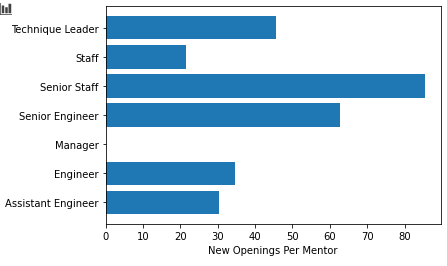 Technique Leader
Staff
Senior Staff
Senior Engineer
Manager
Engineer
Assistant Engineer
0 10 20 30 40 50 60 70 80
New Openings Per Mentor